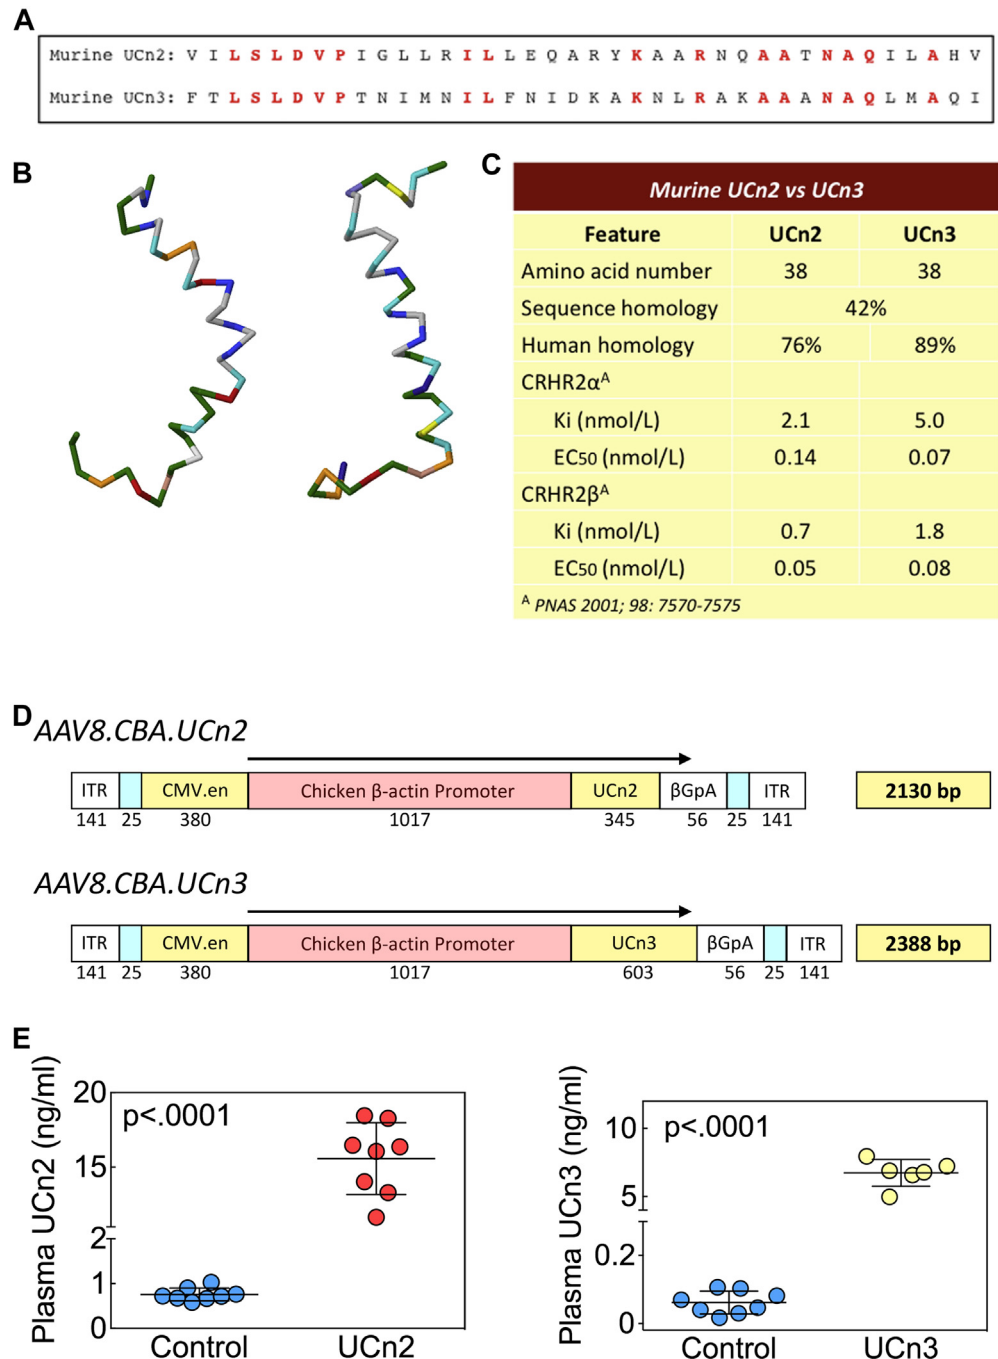 A
Murine UCn2: V I L S L D V P I G L L R I L L E Q A R Y K A A R N Q A A T N A Q I L A H V
Murine UCn3: F T L S L D V P T N I M N I L F N I D K A K N L R A K A A A N A Q L M A Q I
B
C
Murine UCn2 vs UCn3
Feature UCn2 UCn3
Amino acid number 38 38
Sequence homology 42%
Human homology 76% 89%
CRHR2αA
Ki (nmol/L) 2.1 5.0
EC50 (nmol/L) 0.14 0.07
CRHR2βA
Ki (nmol/L) 0.7 1.8
EC50 (nmol/L) 0.05 0.08
A PNAS 2001; 98: 7570-7575
D
AAV8.CBA.UCn2
ITR CMV.en Chicken β-actin Promoter UCn2 βGpA ITR 2130 bp
141 25 380 1017 345 56 25 141
AAV8.CBA.UCn3
ITR CMV.en Chicken β-actin Promoter UCn3 βGpA ITR 2388 bp
141 25 380 1017 603 56 25 141
E
Plasma UCn2 (ng/ml)
20
15
2
1
0
p<.0001
Control UCn2
Plasma UCn3 (ng/ml)
10
5
0.2
0
p<.0001
Control UCn3